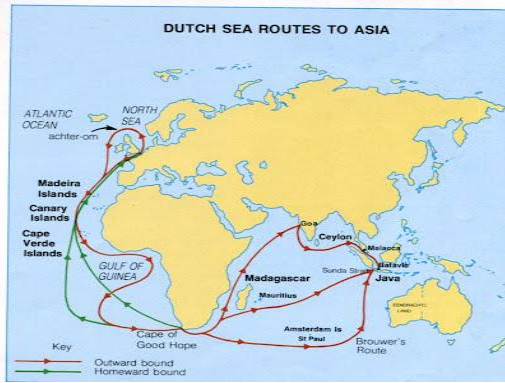 DUTCH SEA ROUTES TO ASIA
ATLANTIC
OCEAN
NORTH
SEA
achter-om
Madeira
Islands
Canary
Islands
Cape
Verde
Islands
GULF OF
GUINEA
Goa
Ceylon
Malacca
Batavia
Sunda Strait
Java
Madagascar
Mauritius
EENDRACHTS
LAND
Amsterdam Is
St Paul
Brouwer's
Route
Cape of
Good Hope
Key
Outward bound
Homeward bound